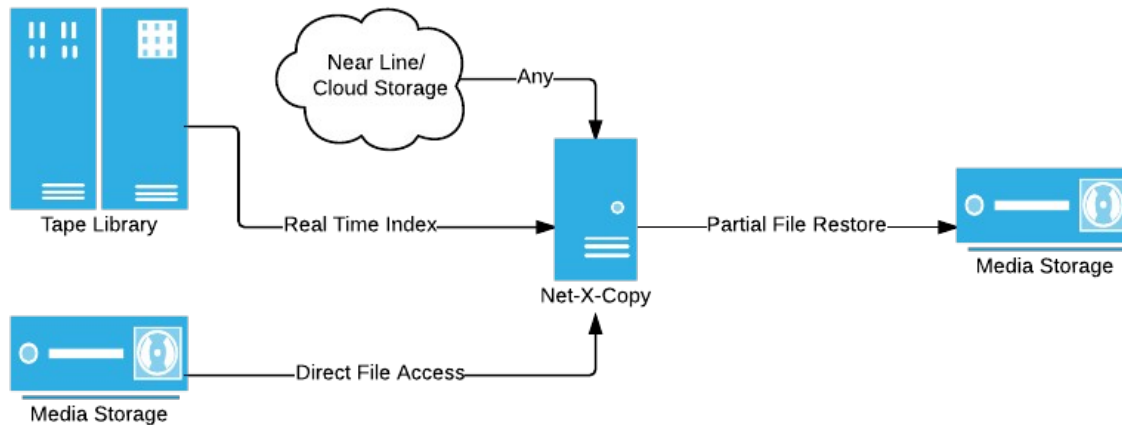 Near Line/
Cloud Storage
Any
Tape Library
Real Time Index
Partial File Restore
Media Storage
Net-X-Copy
Direct File Access
Media Storage